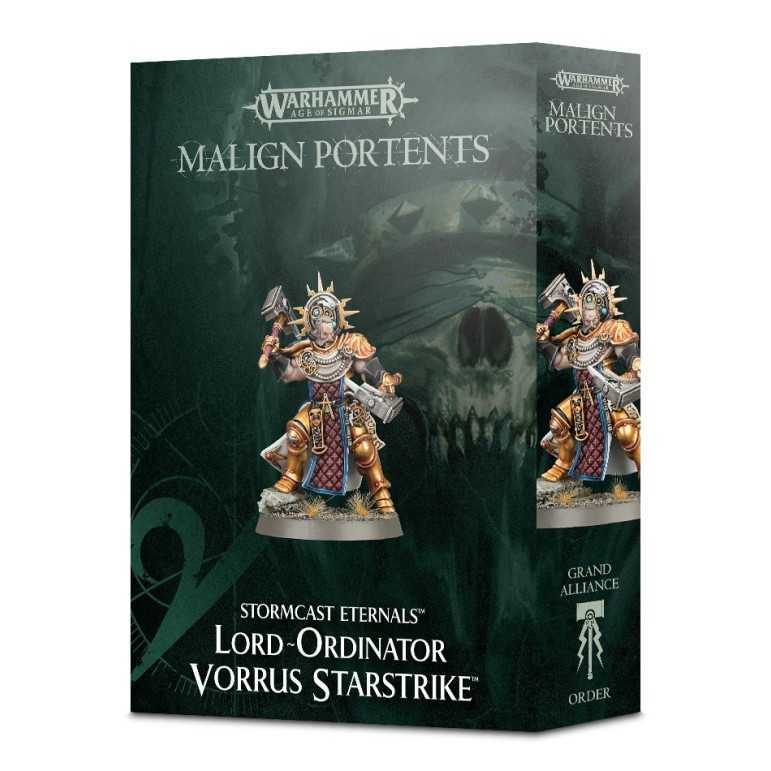 WARHAMMER
AGE OF SIGMAR
MALIGN PORTENTS
STORMCAST ETERNALS™
LORD~ORDINATOR
VORRUS STARSTRIKE™
WARHAMMER
AGE OF SIGMAR
MALIGN
PORTENTS
GRAND
ALLIANCE
ORDER